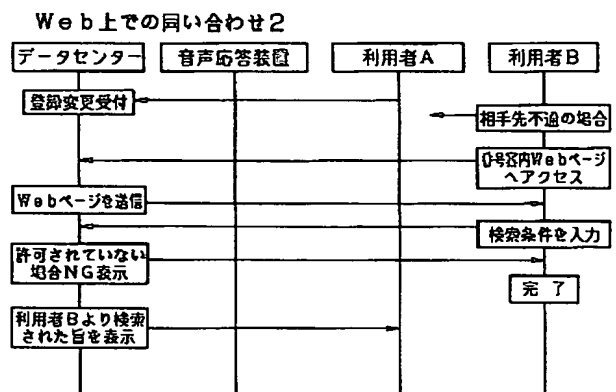 Web上での問い合わせ2
データセンター
音声応答装置
利用者A
利用者B
登録変更受付
相手先不通の場合
番号案内Webページ
へアクセス
Webページを送信
検索条件を入力
許可されていない
場合NG表示
完了
利用者Bより検索
された旨を表示